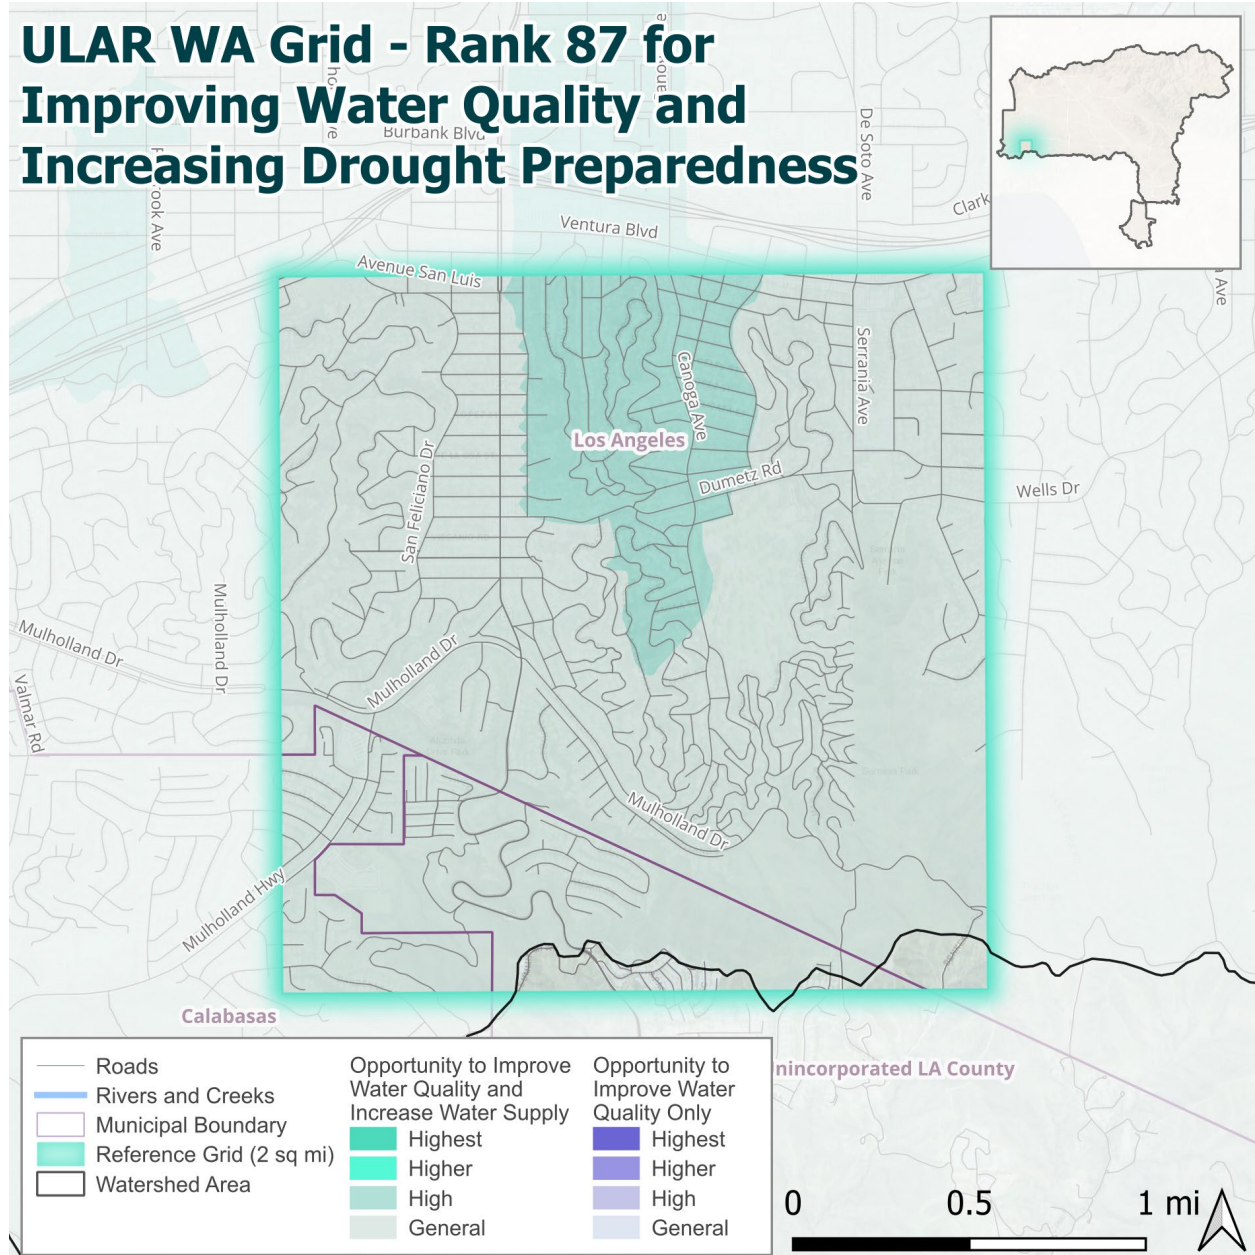 ULAR WA Grid - Rank 87 for
Improving Water Quality and
Increasing Drought Preparedness
Burbank Blvd
De Soto Ave
Clark
Ventura Blvd
Avenue San Luis
Ave
Canoga Ave
Serrania Ave
Los Angeles
Dumetz Rd
Wells Dr
San Feliciano Dr
Mulholland Dr
Mulholland Dr
Mulholland Dr
Valmar Rd
Mulholland Dr
Mulholland Hwy
Calabasas
nincorporated LA County
Roads
Rivers and Creeks
Municipal Boundary
Reference Grid (2 sq mi)
Watershed Area
Opportunity to Improve
Water Quality and
Increase Water Supply
Highest
Higher
High
General
Opportunity to
Improve Water
Quality Only
Highest
Higher
High
General
0 0.5 1 mi